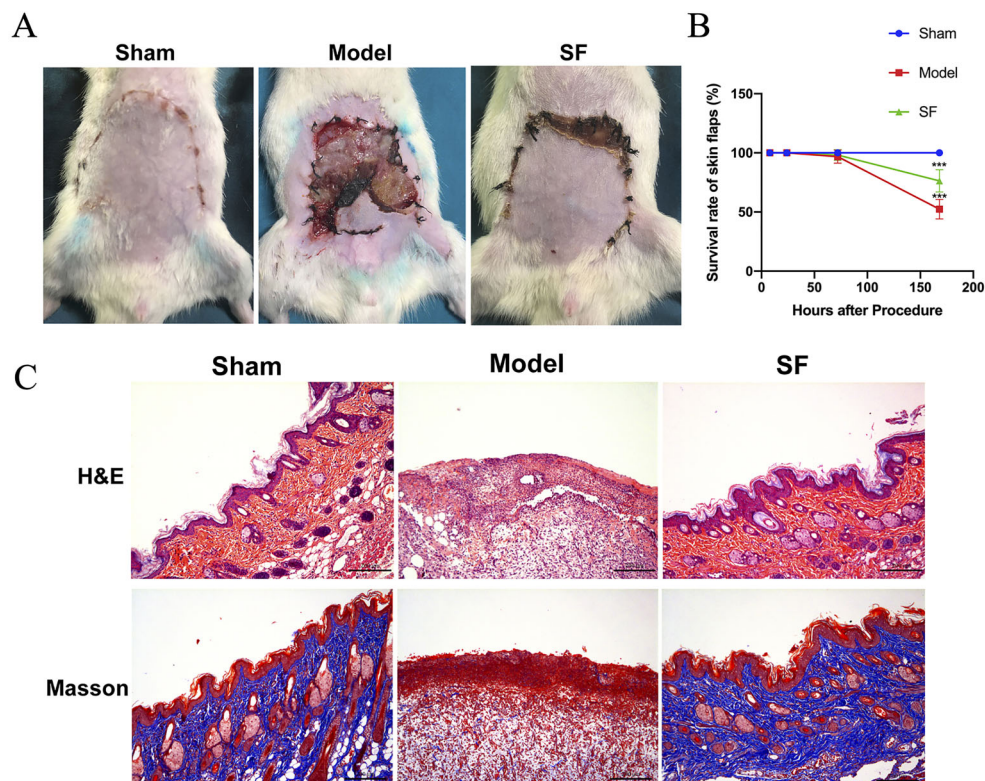 A
Sham Model SF
B
Sham
Model
SF
Survival rate of skin flaps (%)
150
100
50
0
***
***
0 50 100 150 200
Hours after Procedure
C
Sham Model SF
H&E
Masson